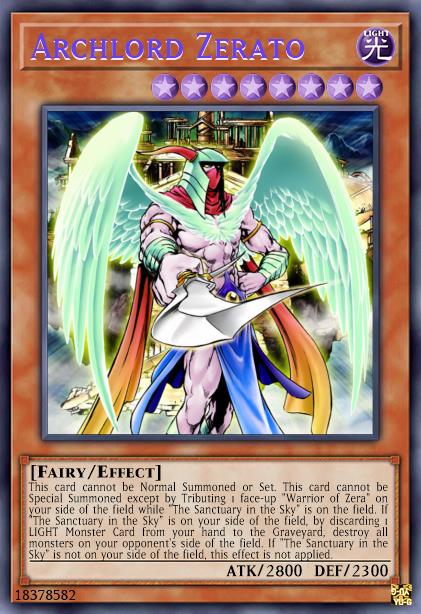 ARCHLORD ZERATO
LIGHT
光
[FAIRY/EFFECT]
This card cannot be Normal Summoned or Set. This card cannot be
Special Summoned except by Tributing 1 face-up "Warrior of Zera" on
your side of the field while "The Sanctuary in the Sky" is on the field. If
"The Sanctuary in the Sky" is on your side of the field, by discarding 1
LIGHT Monster Card from your hand to the Graveyard, destroy all
monsters on your opponent's side of the field. If "The Sanctuary in the
Sky" is not on your side of the field, this effect is not applied.
ATK/2800 DEF/2300
18378582